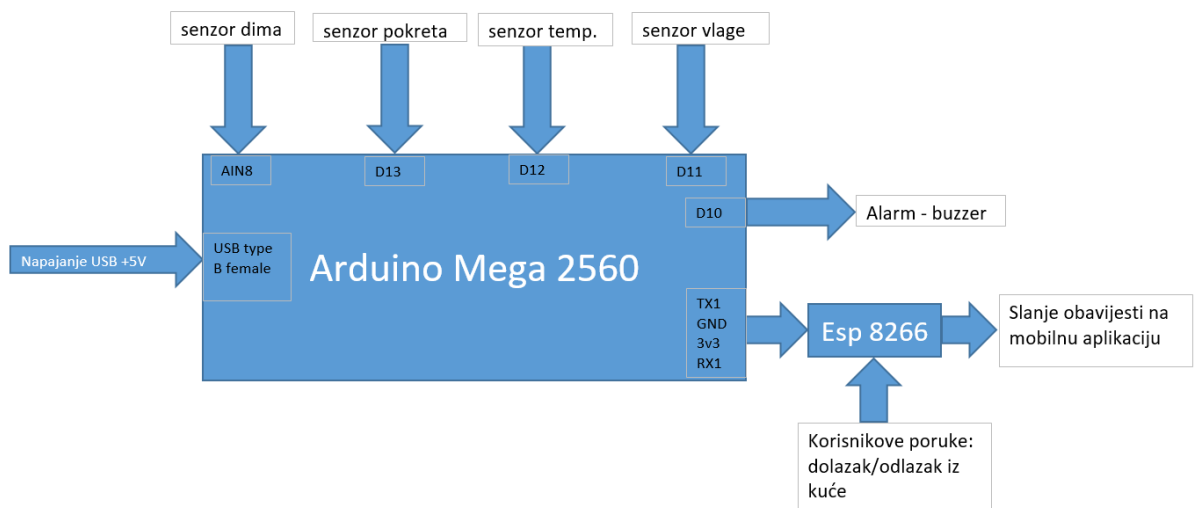 senzor dima
senzor pokreta
senzor temp.
senzor vlage
AIN8
D13
D12
D11
D10
Alarm - buzzer
Napajanje USB +5V
USB type
B female
Arduino Mega 2560
TX1
GND
3v3
RX1
Esp 8266
Slanje obavijesti na
mobilnu aplikaciju
Korisnikove poruke:
dolazak/odlazak iz
kuće